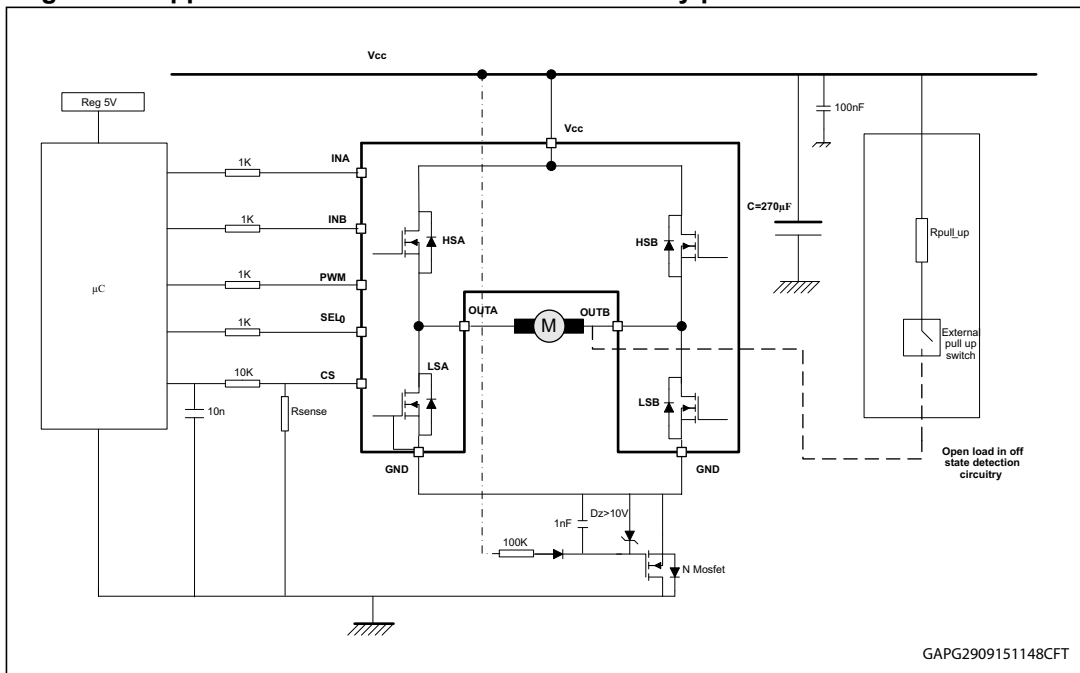 Vcc
Reg 5V
µC
1K
INA
1K
INB
1K
PWM
1K
SEL0
10K
CS
10n
Rsense
Vcc
HSA
HSB
OUTA
M
OUTB
LSA
LSB
GND
GND
1nF
Dz>10V
100K
N Mosfet
100nF
C=270µF
Rpull_up
External
pull up
switch
Open load in off
state detection
circuitry
GAPG2909151148CFT